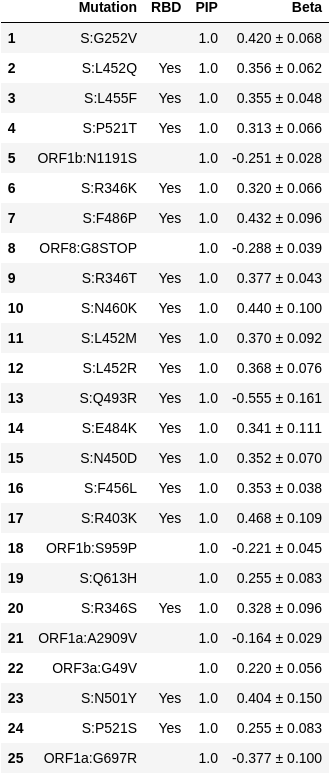 Mutation RBD PIP Beta
1 S:G252V 1.0 0.420 ± 0.068
2 S:L452Q Yes 1.0 0.356 ± 0.062
3 S:L455F Yes 1.0 0.355 ± 0.048
4 S:P521T Yes 1.0 0.313 ± 0.066
5 ORF1b:N1191S 1.0 -0.251 ± 0.028
6 S:R346K Yes 1.0 0.320 ± 0.066
7 S:F486P Yes 1.0 0.432 ± 0.096
8 ORF8:G8STOP 1.0 -0.288 ± 0.039
9 S:R346T Yes 1.0 0.377 ± 0.043
10 S:N460K Yes 1.0 0.440 ± 0.100
11 S:L452M Yes 1.0 0.370 ± 0.092
12 S:L452R Yes 1.0 0.368 ± 0.076
13 S:Q493R Yes 1.0 -0.555 ± 0.161
14 S:E484K Yes 1.0 0.341 ± 0.111
15 S:N450D Yes 1.0 0.352 ± 0.070
16 S:F456L Yes 1.0 0.353 ± 0.038
17 S:R403K Yes 1.0 0.468 ± 0.109
18 ORF1b:S959P 1.0 -0.221 ± 0.045
19 S:Q613H 1.0 0.255 ± 0.083
20 S:R346S Yes 1.0 0.328 ± 0.096
21 ORF1a:A2909V 1.0 -0.164 ± 0.029
22 ORF3a:G49V 1.0 0.220 ± 0.056
23 S:N501Y Yes 1.0 0.404 ± 0.150
24 S:P521S Yes 1.0 0.255 ± 0.083
25 ORF1a:G697R 1.0 -0.377 ± 0.100